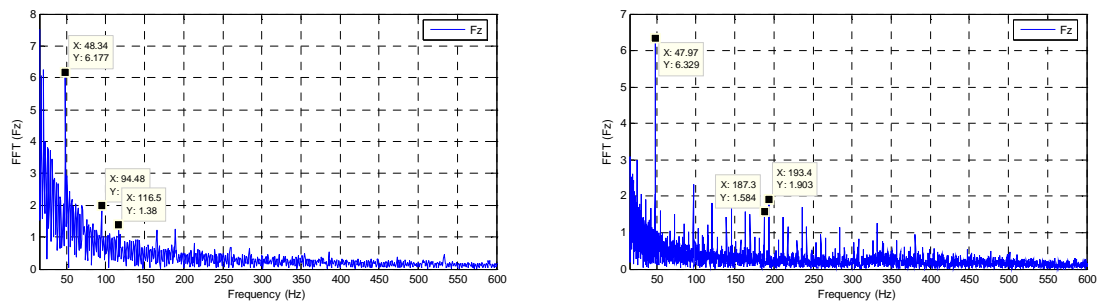 8
7
6
5
4
3
2
1
0
FFT (Fz)
X: 48.34
Y: 6.177
X: 94.48
Y:
X: 116.5
Y: 1.38
Fz
50 100 150 200 250 300 350 400 450 500 550 600
Frequency (Hz)
7
6
5
4
3
2
1
0
FFT (Fz)
X: 47.97
Y: 6.329
X: 187.3
Y: 1.584
X: 193.4
Y: 1.903
Fz
50 100 150 200 250 300 350 400 450 500 550 600
Frequency (Hz)